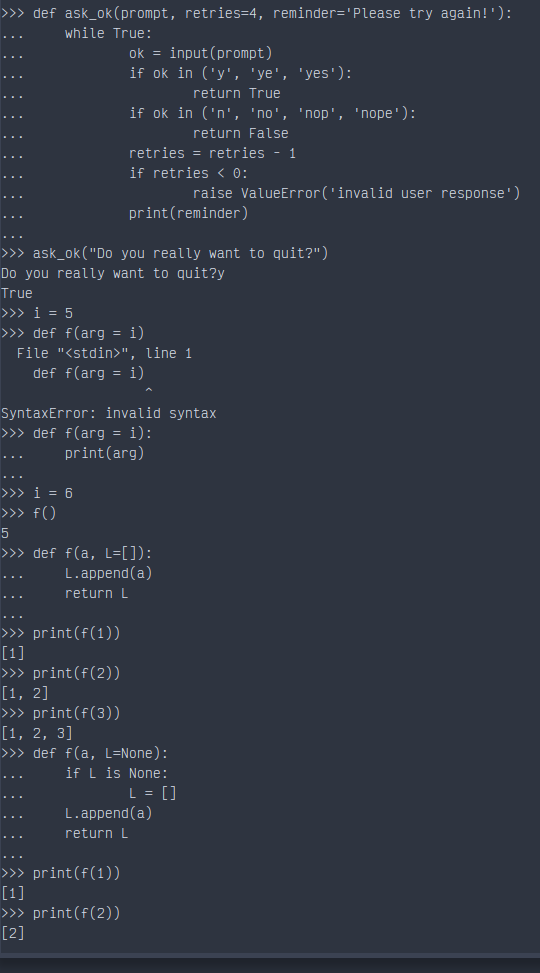 >>> def ask_ok(prompt, retries=4, reminder='Please try again!'):
...     while True:
...             ok = input(prompt)
...             if ok in ('y', 'ye', 'yes'):
...                     return True
...             if ok in ('n', 'no', 'nop', 'nope'):
...                     return False
...             retries = retries - 1
...             if retries < 0:
...                     raise ValueError('invalid user response')
...             print(reminder)
...
>>> ask_ok("Do you really want to quit?")
Do you really want to quit?y
True
>>> i = 5
>>> def f(arg = i)
  File "<stdin>", line 1
    def f(arg = i)
                  ^
SyntaxError: invalid syntax
>>> def f(arg = i):
...     print(arg)
...
>>> i = 6
>>> f()
5
>>> def f(a, L=[]):
...     L.append(a)
...     return L
...
>>> print(f(1))
[1]
>>> print(f(2))
[1, 2]
>>> print(f(3))
[1, 2, 3]
>>> def f(a, L=None):
...     if L is None:
...             L = []
...     L.append(a)
...     return L
...
>>> print(f(1))
[1]
>>> print(f(2))
[2]